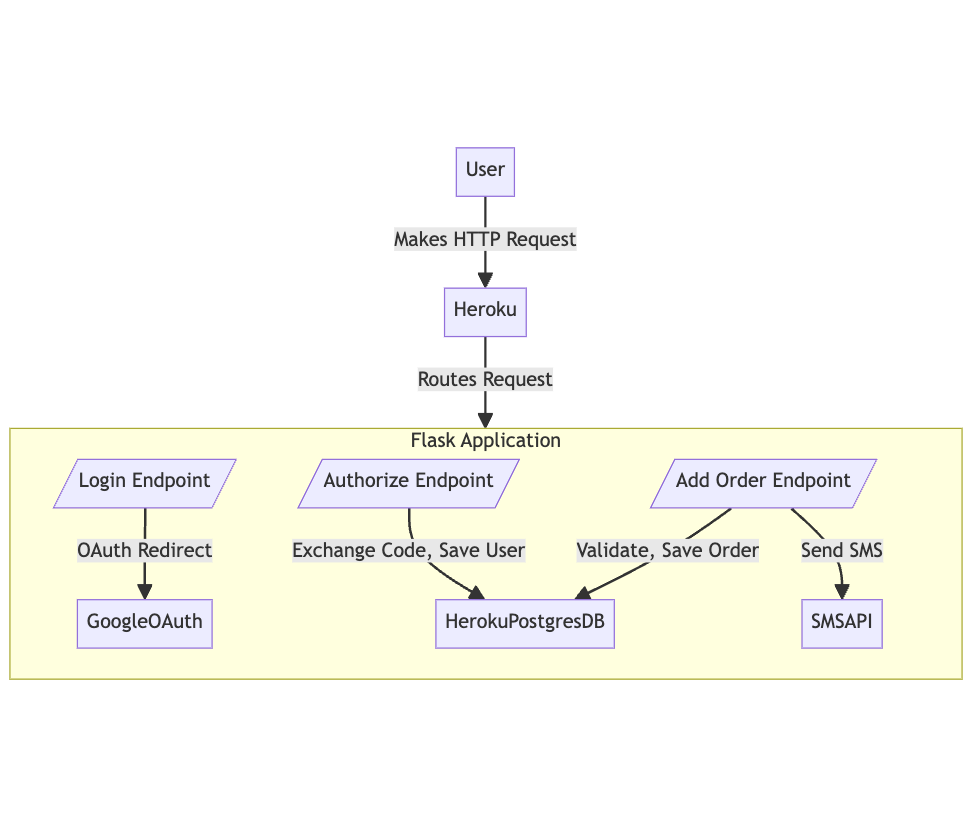 User
Makes HTTP Request
Heroku
Routes Request
Flask Application
Login Endpoint
Authorize Endpoint
Add Order Endpoint
OAuth Redirect
Exchange Code, Save User
Validate, Save Order
Send SMS
GoogleOAuth
HerokuPostgresDB
SMSAPI